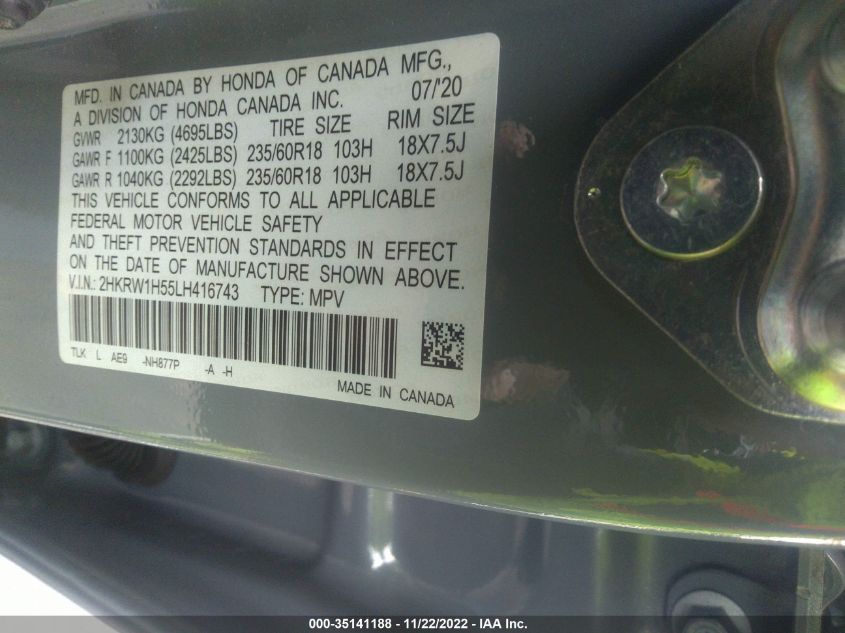 MFD. IN CANADA BY HONDA OF CANADA MFG.,
A DIVISION OF HONDA CANADA INC. 07/'20
GVWR 2130KG (4695LBS) TIRE SIZE RIM SIZE
GAWR F 1100KG (2425LBS) 235/60R18 103H 18X7.5J
GAWR R 1040KG (2292LBS) 235/60R18 103H 18X7.5J
THIS VEHICLE CONFORMS TO ALL APPLICABLE
FEDERAL MOTOR VEHICLE SAFETY
AND THEFT PREVENTION STANDARDS IN EFFECT
ON THE DATE OF MANUFACTURE SHOWN ABOVE.
V.I.N.: 2HKRW1H55LH416743 TYPE: MPV
TLK L AE9 -NH877P -A -H
MADE IN CANADA
000-35141188 - 11/22/2022 - IAA Inc.